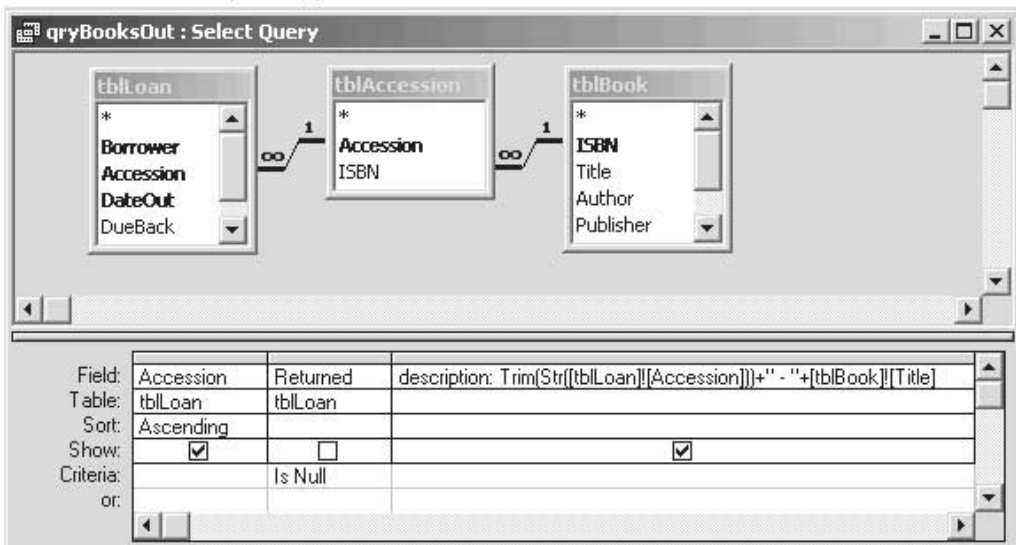 qryBooksOut : Select Query
tblLoan
*
Borrower
Accession
DateOut
DueBack
∞
1
tblAccession
*
Accession
ISBN
∞
1
tblBook
*
ISBN
Title
Author
Publisher
Field: Accession Returned description: Trim(Str([tblLoan]![Accession]))+" - "+[tblBook]![Title]
Table: tblLoan tblLoan
Sort: Ascending
Show:
Criteria: Is Null
or: